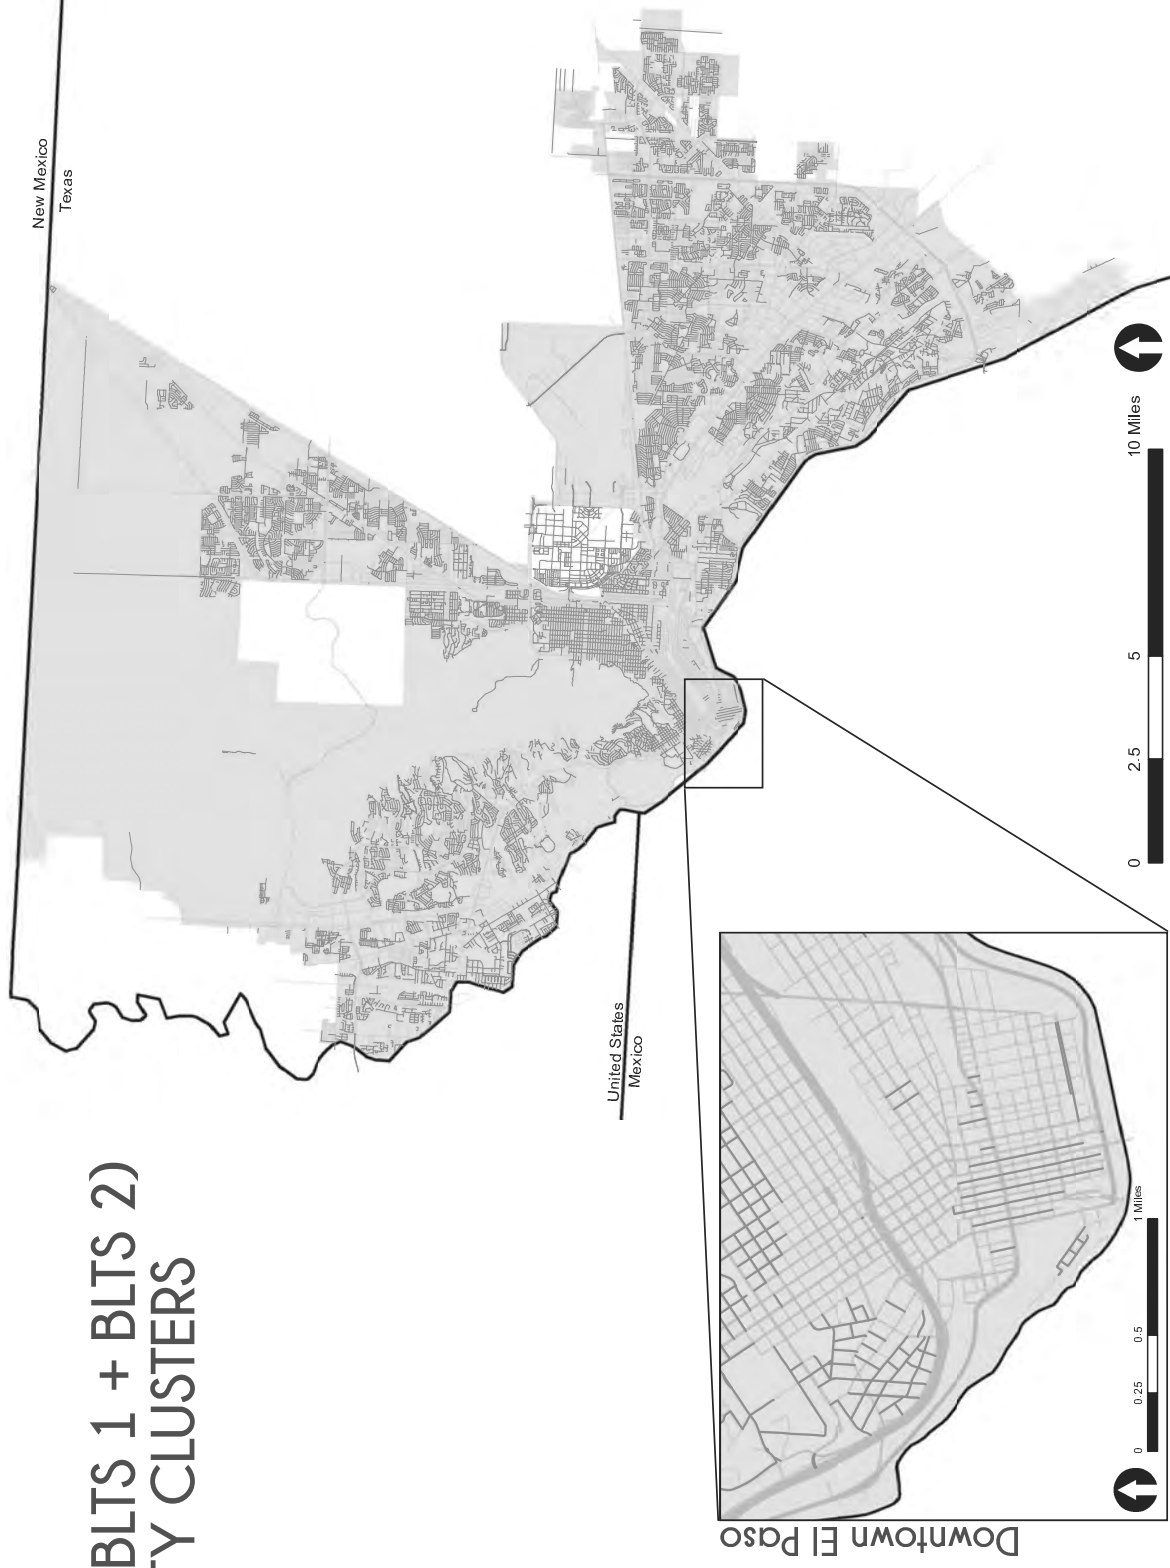 BLTS 1 + BLTS 2)
TY CLUSTERS
New Mexico
Texas
United States
Mexico
0 2.5 5 10 Miles
Downtown El Paso
0 0.25 0.5 1 Miles